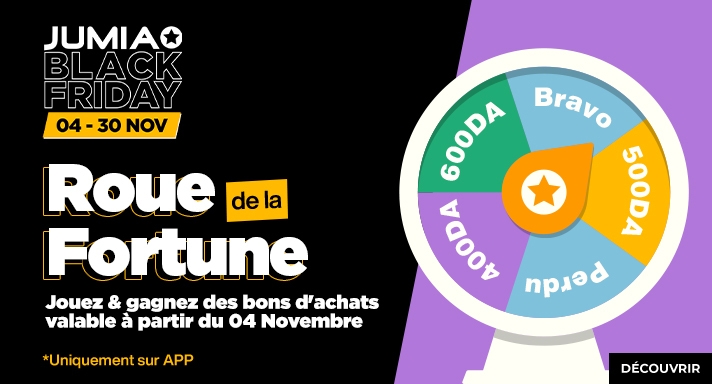 JUMIA
BLACK
FRIDAY
04 - 30 NOV
Roue de la
Fortune
Jouez & gagnez des bons d'achats
valable à partir du 04 Novembre
*Uniquement sur APP
Bravo
500DA
Perdu
400DA
600DA
DÉCOUVRIR